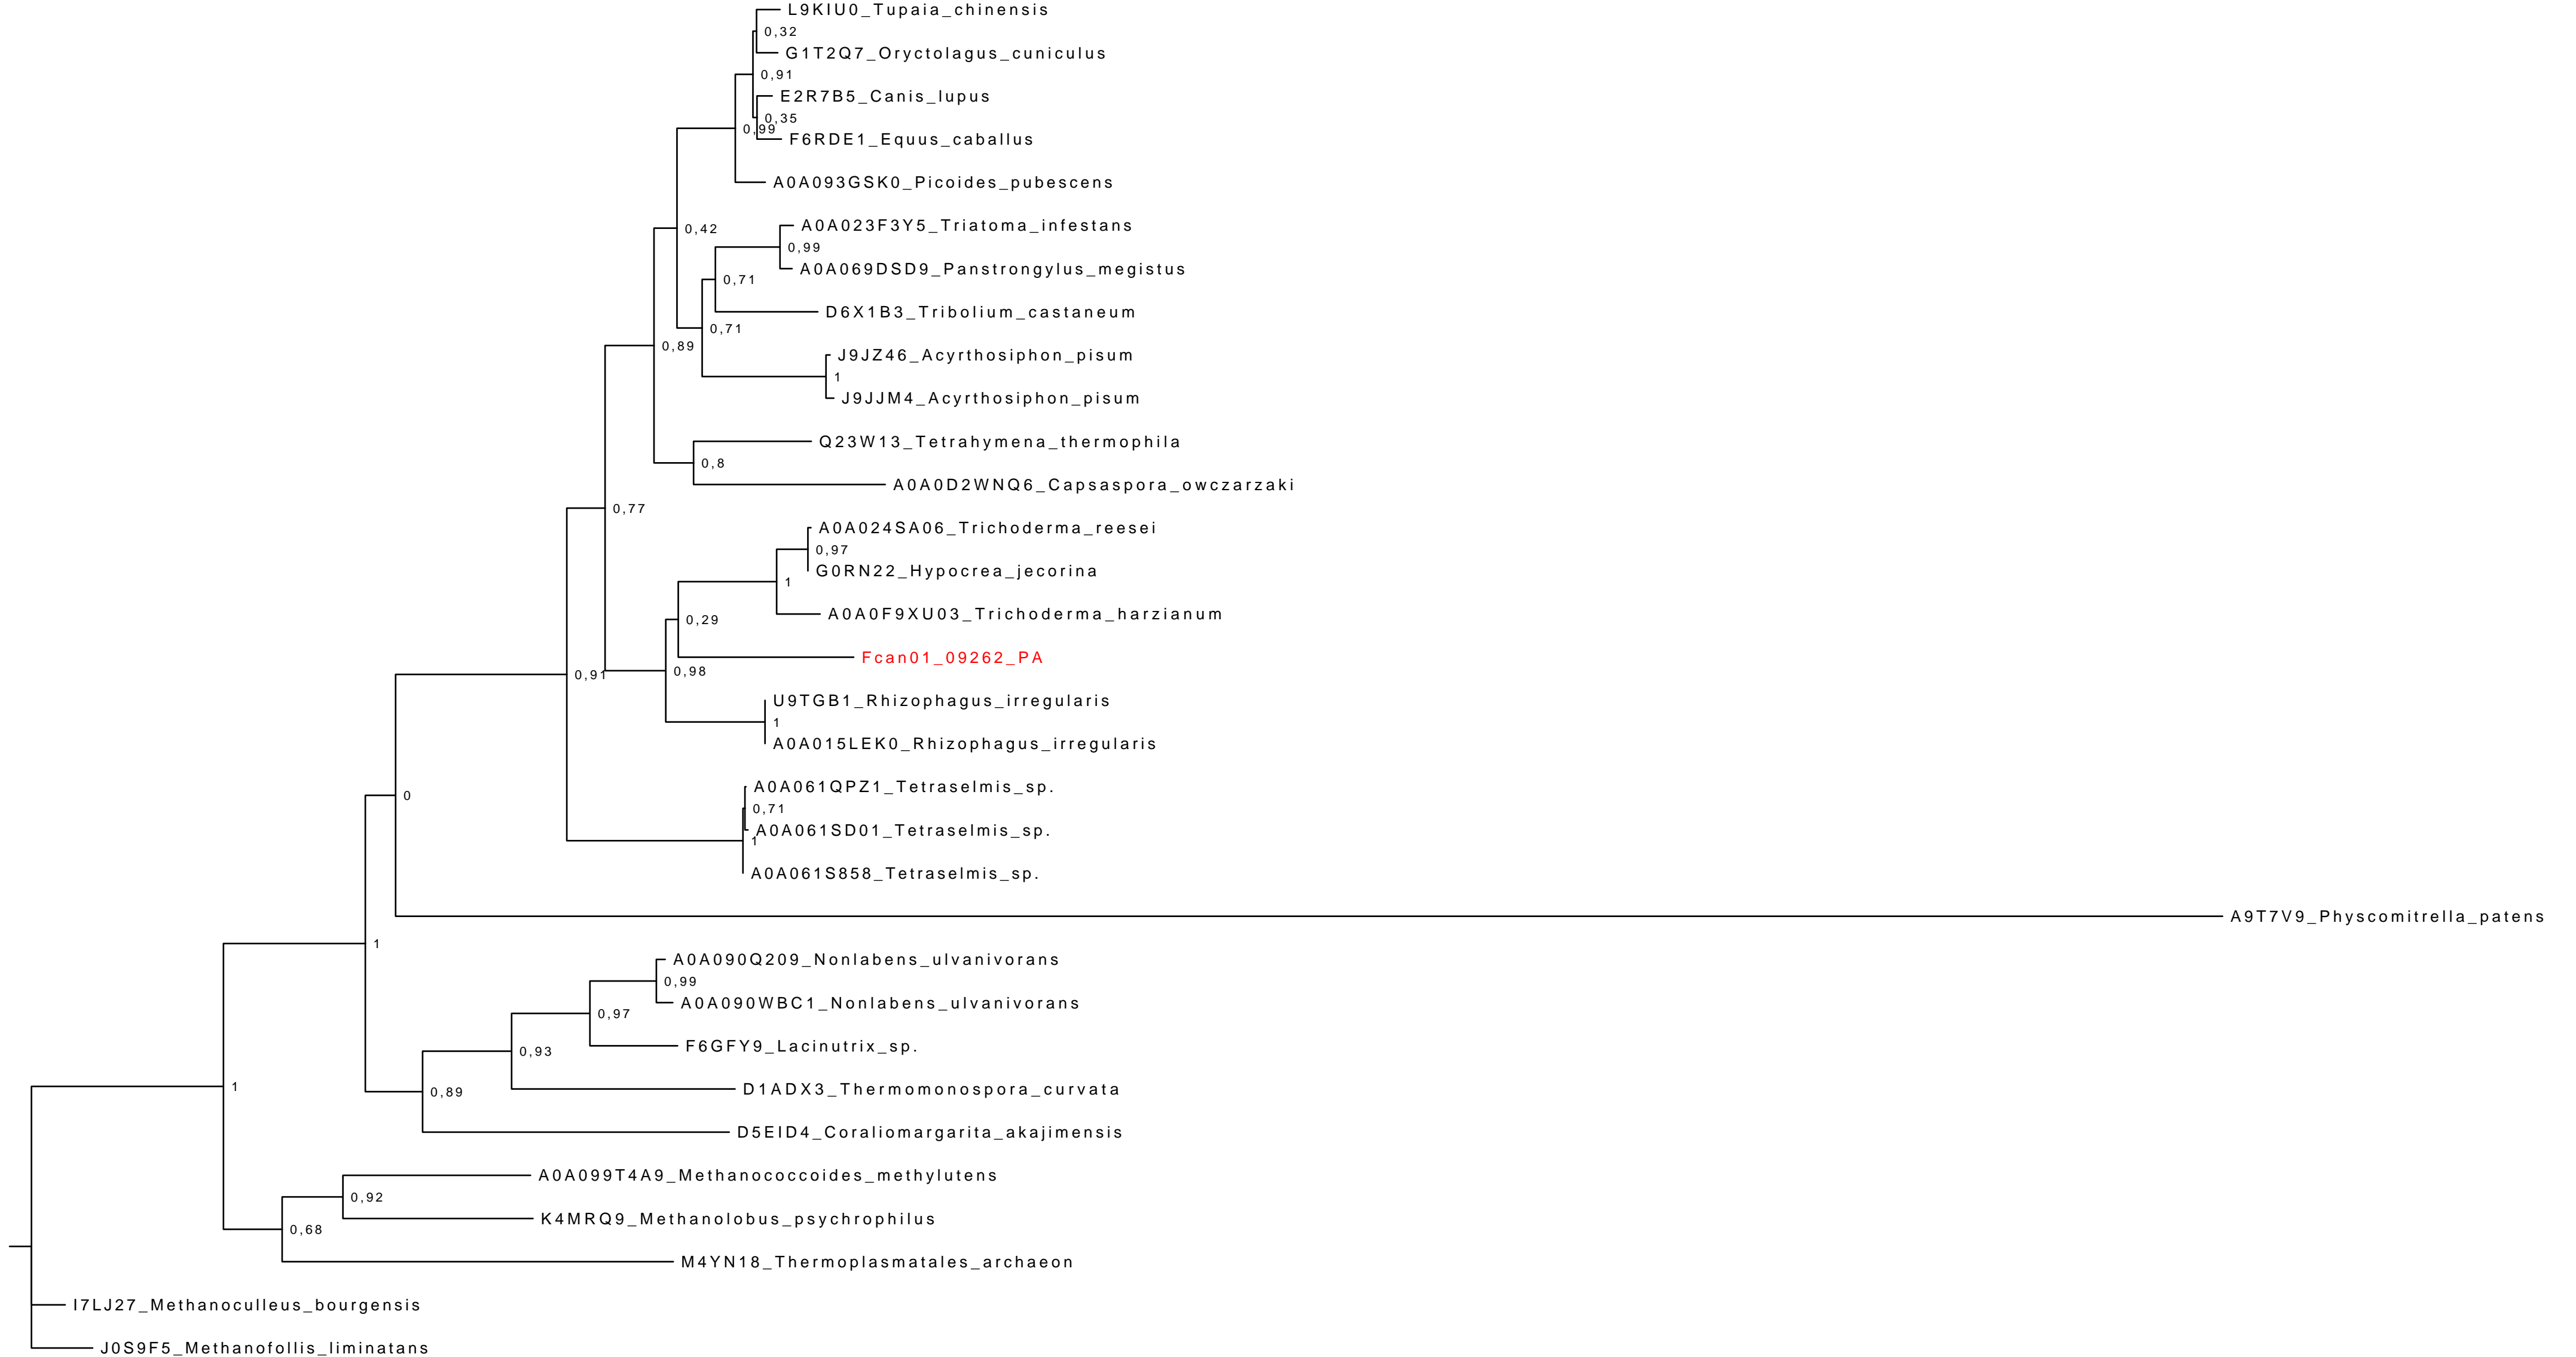 L9KIU0_Tupaia_chinensis
0,32
G1T2Q7_Oryctolagus_cuniculus
0,91
E2R7B5_Canis_lupus
0,35
0,99
F6RDE1_Equus_caballus
A0A093GSK0_Picoides_pubescens
A0A023F3Y5_Triatoma_infestans
0,42
0,99
A0A069DSD9_Panstrongylus_megistus
0,71
D6X1B3_Tribolium_castaneum
0,71
0,89
J9JZ46_Acyrthosiphon_pisum
1
J9JJM4_Acyrthosiphon_pisum
Q23W13_Tetrahymena_thermophila
0,8
A0A0D2WNQ6_Capsaspora_owczarzaki
0,77
A0A024SA06_Trichoderma_reesei
0,97
G0RN22_Hypocrea_jecorina
1
A0A0F9XU03_Trichoderma_harzianum
0,29
Fcan01_09262_PA
0,98
0,91
U9TGB1_Rhizophagus_irregularis
1
A0A015LEK0_Rhizophagus_irregularis
A0A061QPZ1_Tetraselmis_sp.
0
0,71
A0A061SD01_Tetraselmis_sp.
1
A0A061S858_Tetraselmis_sp.
A9T7V9_Physcomitrella_patens
1
A0A090Q209_Nonlabens_ulvanivorans
0,99
A0A090WBC1_Nonlabens_ulvanivorans
0,97
F6GFY9_Lacinutrix_sp.
0,93
1
D1ADX3_Thermomonospora_curvata
0,89
D5EID4_Coraliomargarita_akajimensis
A0A099T4A9_Methanococcoides_methylutens
0,92
K4MRQ9_Methanolobus_psychrophilus
0,68
M4YN18_Thermoplasmatales_archaeon
I7LJ27_Methanoculleus_bourgensis
J0S9F5_Methanofollis_liminatans